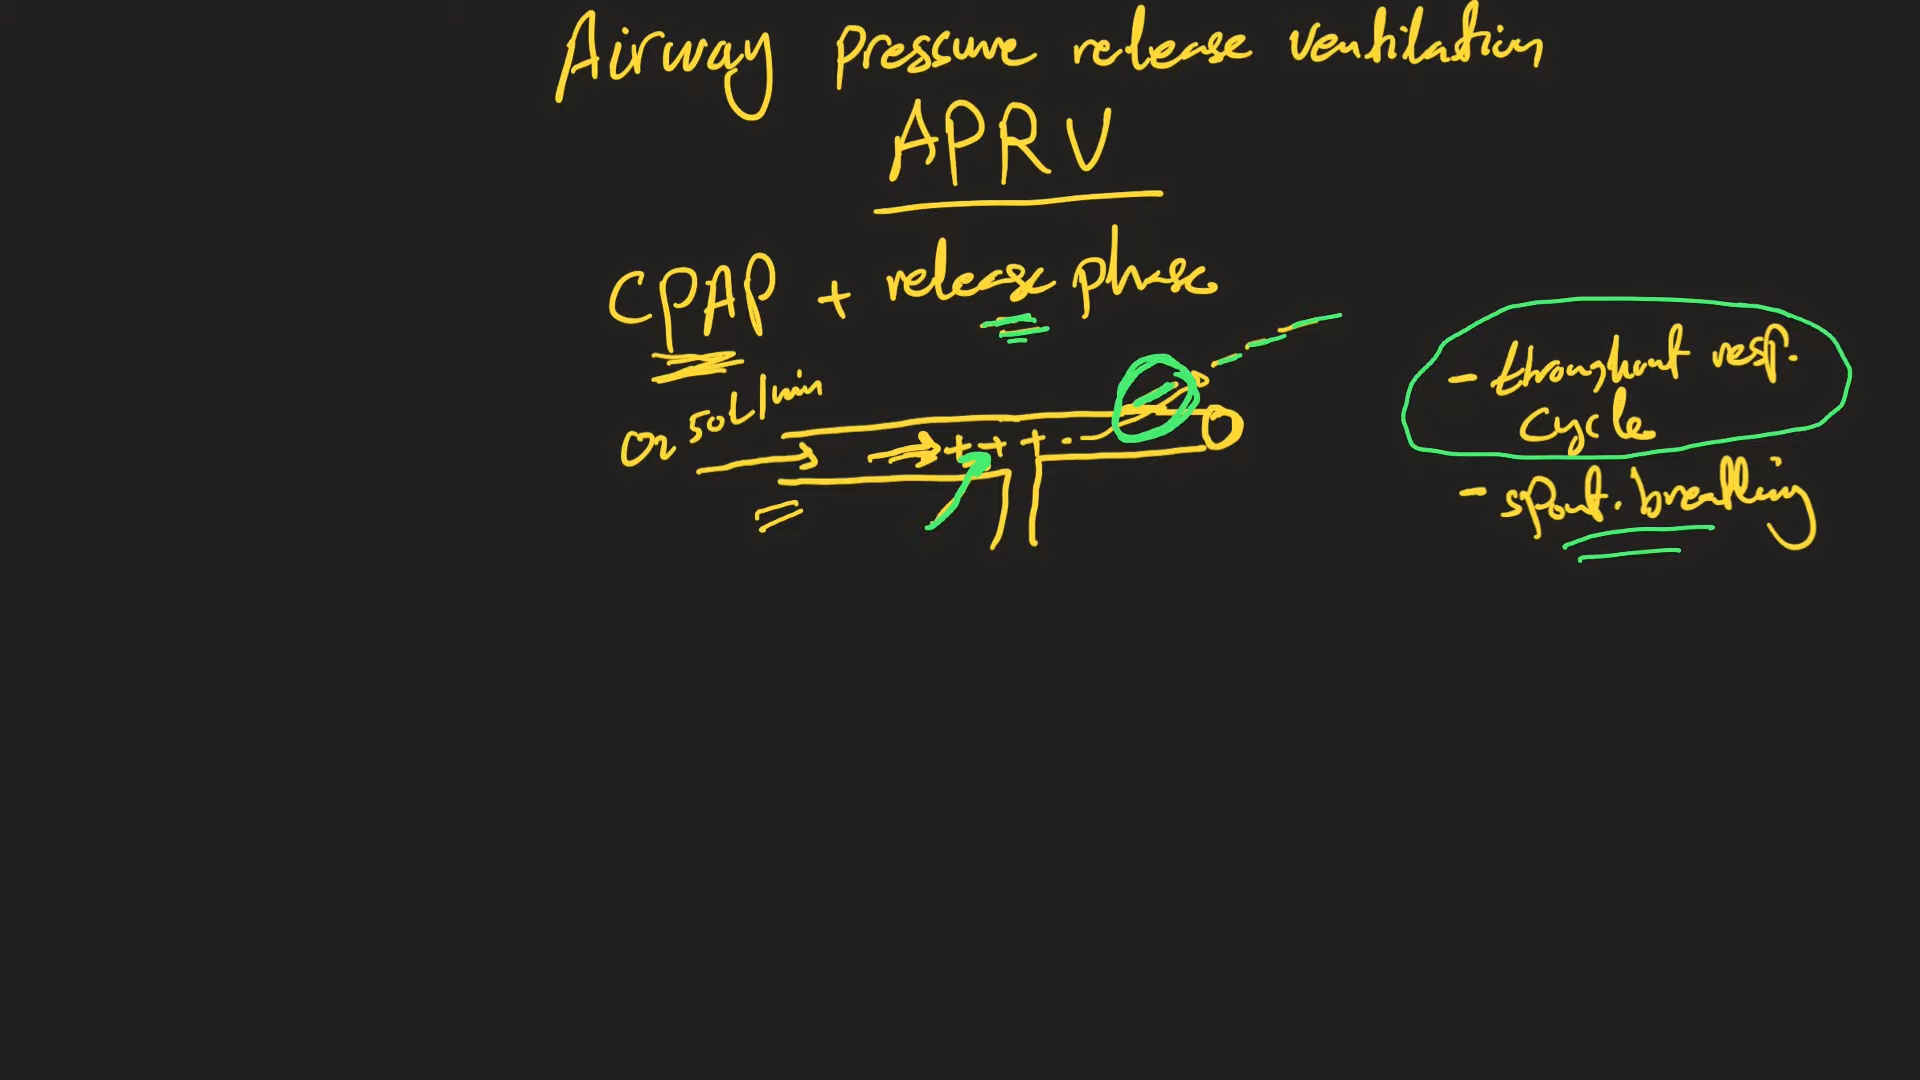 Airway pressure release ventilation
APRV
CPAP + release phase
- throughout resp.
cycle
O2 50L/min
+ + +
- spont. breathing